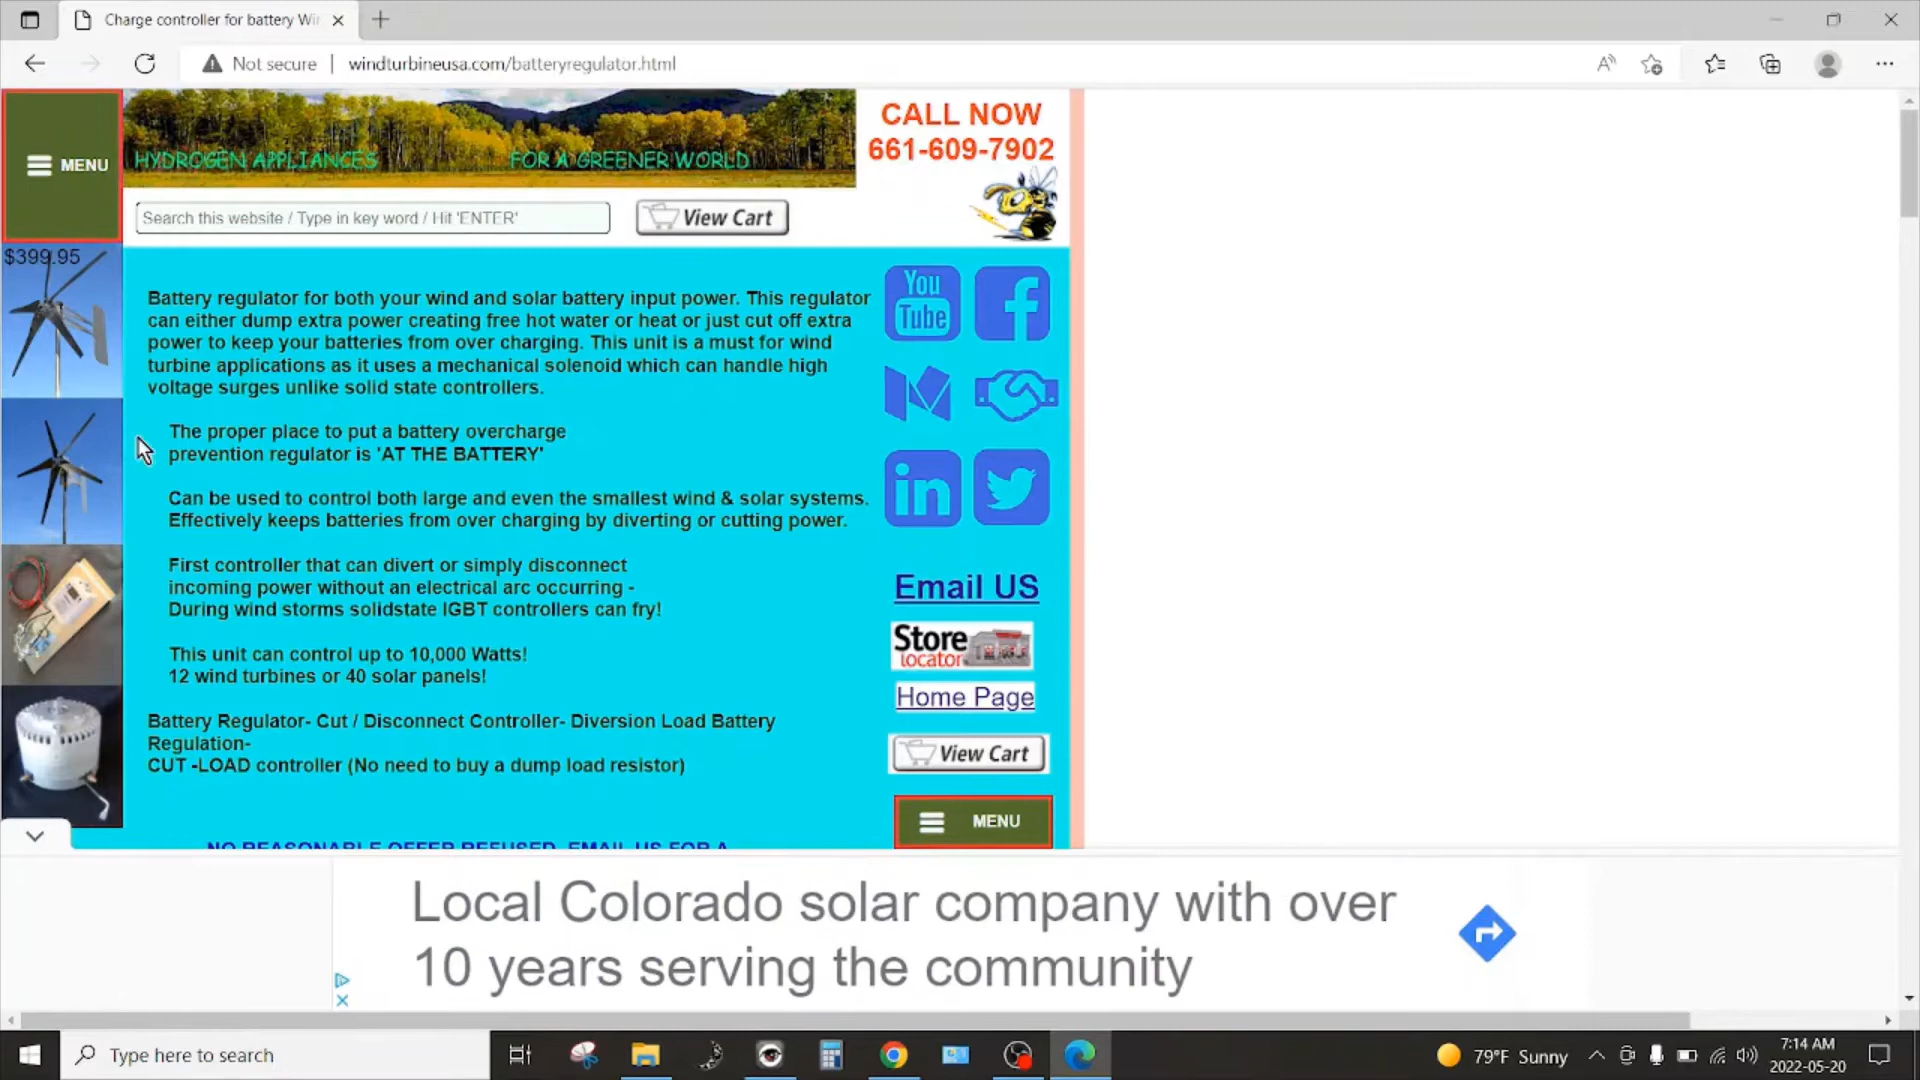 Charge controller for battery Wi
Not secure
windturbineusa.com/batteryregulator.html
MENU
HYDROGEN APPLIANCES FOR A GREENER WORLD
CALL NOW
661-609-7902
Search this website / Type in key word / Hit 'ENTER'
View Cart
$399.95
Battery regulator for both your wind and solar battery input power. This regulator
can either dump extra power creating free hot water or heat or just cut off extra
power to keep your batteries from over charging. This unit is a must for wind
turbine applications as it uses a mechanical solenoid which can handle high
voltage surges unlike solid state controllers.
The proper place to put a battery overcharge
prevention regulator is 'AT THE BATTERY'
Can be used to control both large and even the smallest wind & solar systems.
Effectively keeps batteries from over charging by diverting or cutting power.
First controller that can divert or simply disconnect
incoming power without an electrical arc occurring -
During wind storms solidstate IGBT controllers can fry!
This unit can control up to 10,000 Watts!
12 wind turbines or 40 solar panels!
Battery Regulator- Cut / Disconnect Controller- Diversion Load Battery
Regulation-
CUT -LOAD controller (No need to buy a dump load resistor)
NO REASONABLE OFFER REFUSED, EMAIL US FOR A
You
Tube
in
Email US
Store
locator
Home Page
View Cart
MENU
Local Colorado solar company with over
10 years serving the community
Type here to search
79°F Sunny
7:14 AM
2022-05-20